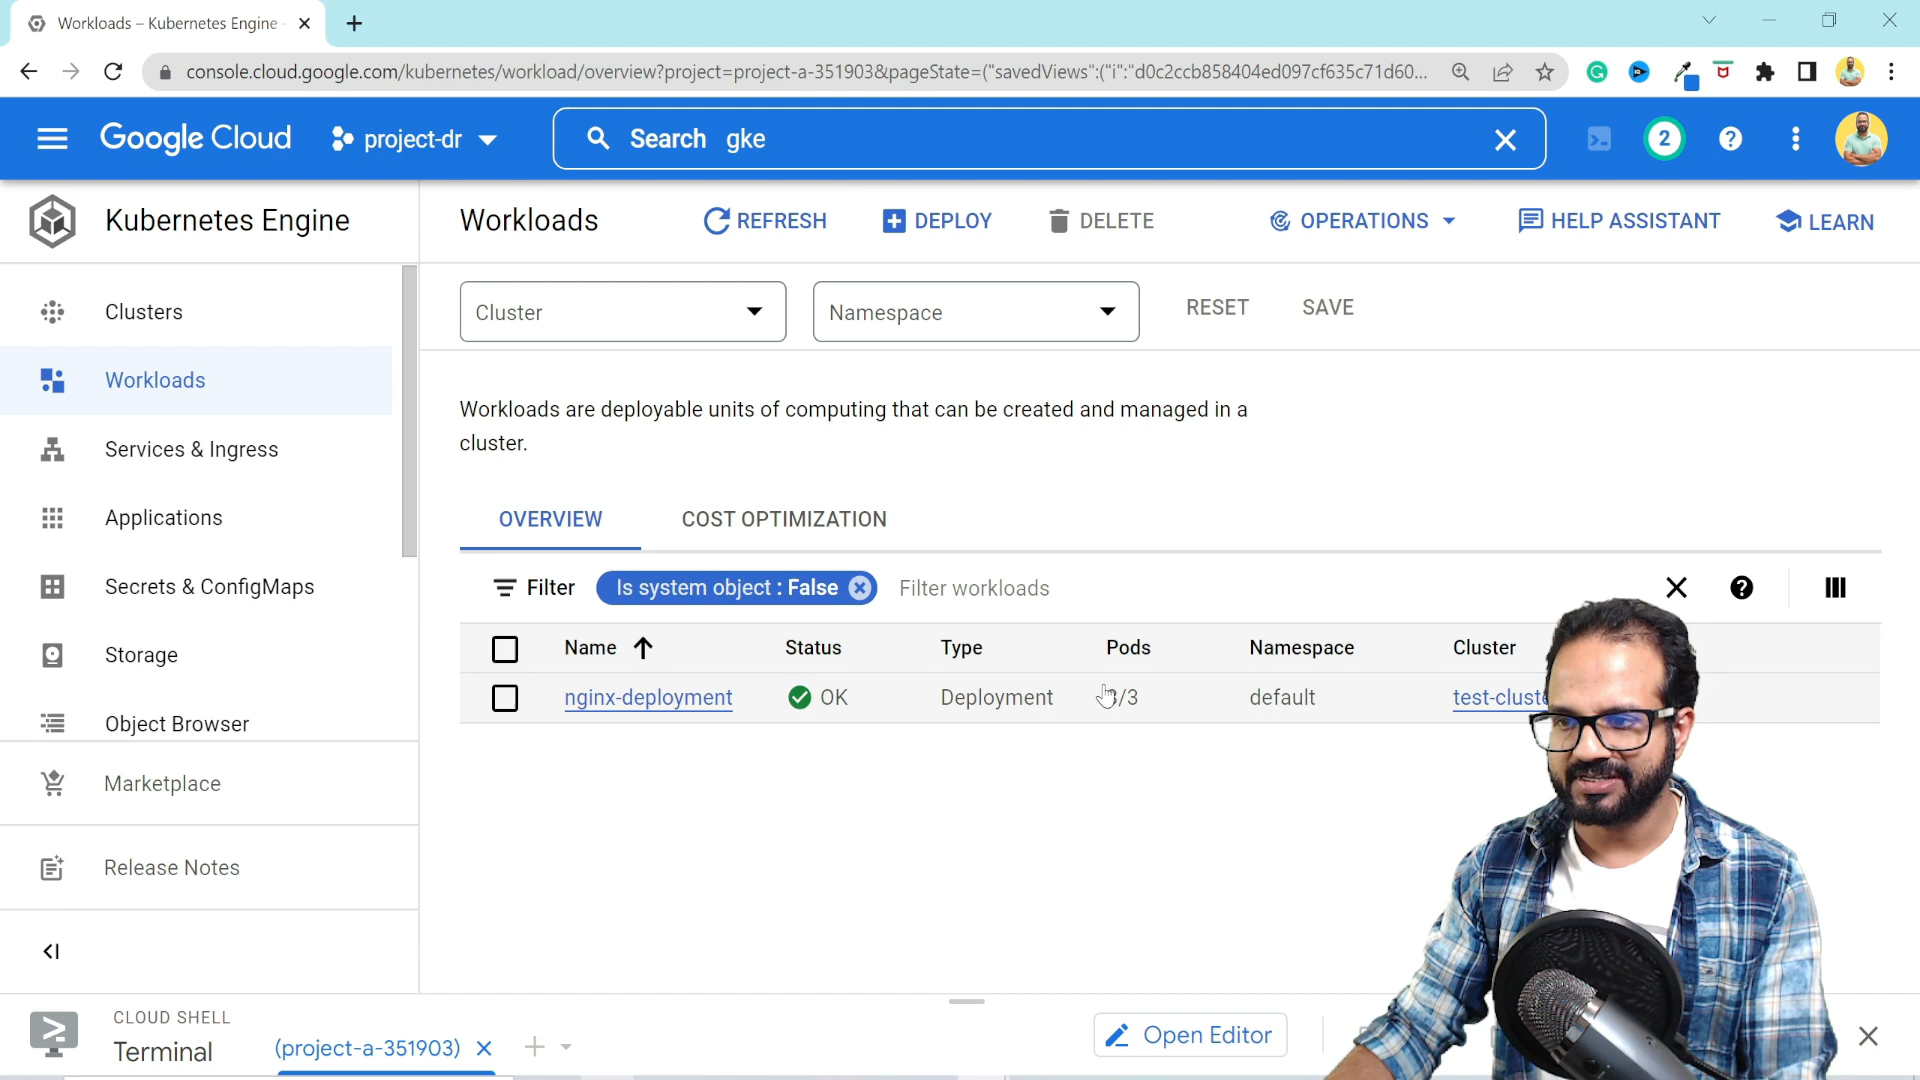 Workloads – Kubernetes Engine -
console.cloud.google.com/kubernetes/workload/overview?project=project-a-351903&pageState=("savedViews":("i":"d0c2ccb858404ed097cf635c71d60...
Google Cloud
project-dr
Search gke
2
Kubernetes Engine
Workloads
REFRESH
DEPLOY
DELETE
OPERATIONS
HELP ASSISTANT
LEARN
Clusters
Workloads
Services & Ingress
Applications
Secrets & ConfigMaps
Storage
Object Browser
Marketplace
Release Notes
Cluster
Namespace
RESET
SAVE
Workloads are deployable units of computing that can be created and managed in a
cluster.
OVERVIEW
COST OPTIMIZATION
Filter
Is system object : False
Filter workloads
Name
Status
Type
Pods
Namespace
Cluster
nginx-deployment
OK
Deployment
/3
default
test-cluste
CLOUD SHELL
Terminal
(project-a-351903)
Open Editor